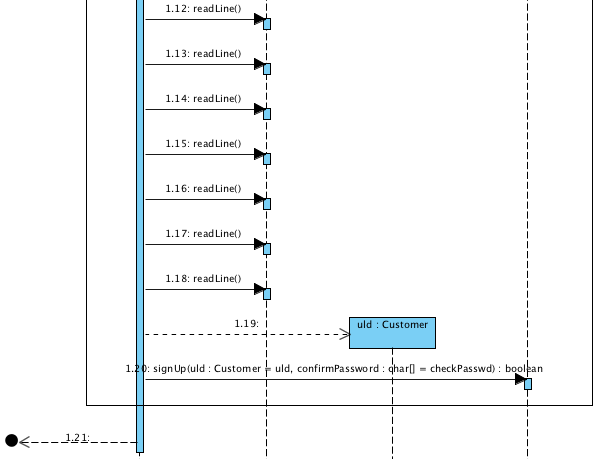 1.12: readLine()
1.13: readLine()
1.14: readLine()
1.15: readLine()
1.16: readLine()
1.17: readLine()
1.18: readLine()
1.19:
uld : Customer
1.20: signUp(uld : Customer = uld, confirmPassword : char[] = checkPasswd) : boolean
1.21: